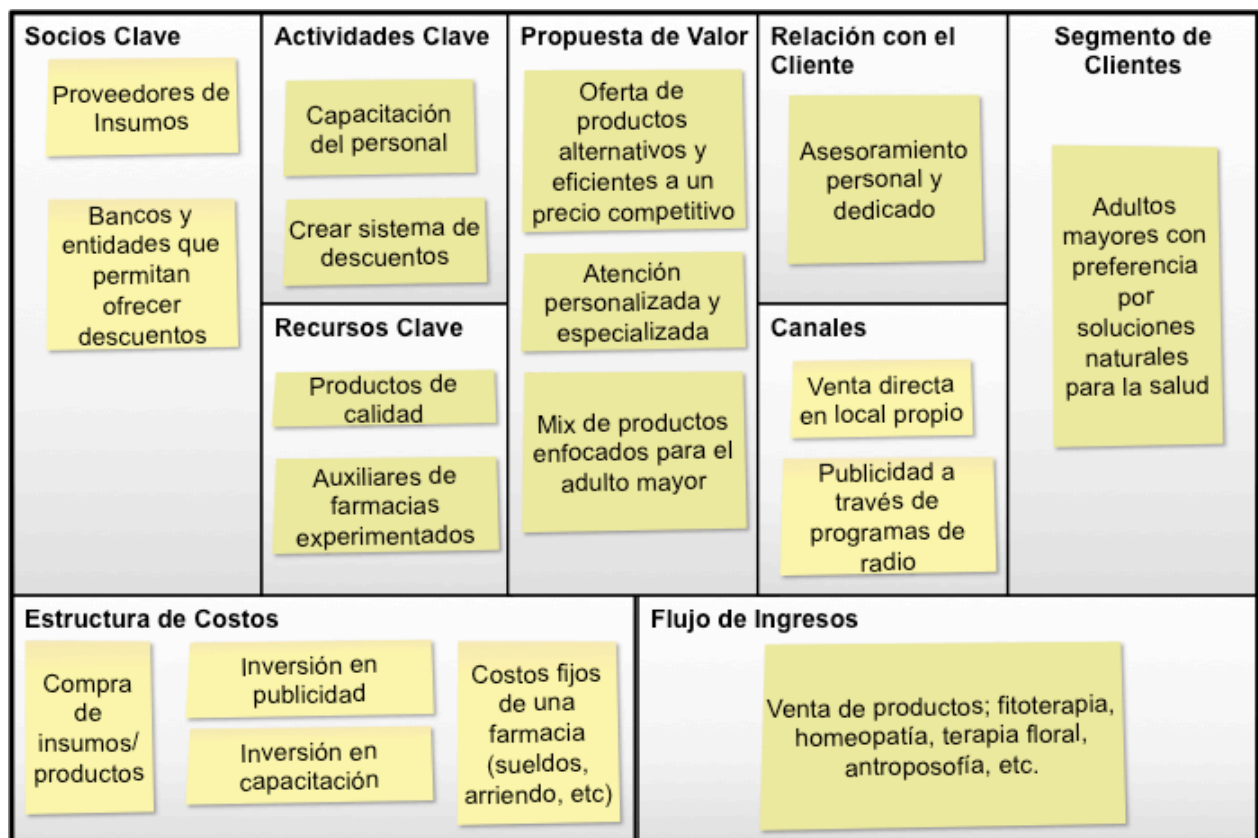 Socios Clave
Proveedores de
Insumos
Bancos y
entidades que
permitan
ofrecer
descuentos
Actividades Clave
Capacitación
del personal
Crear sistema de
descuentos
Recursos Clave
Productos de
calidad
Auxiliares de
farmacias
experimentados
Propuesta de Valor
Oferta de
productos
alternativos y
eficientes a un
precio competitivo
Atención
personalizada y
especializada
Mix de productos
enfocados para el
adulto mayor
Relación con el
Cliente
Asesoramiento
personal y
dedicado
Canales
Venta directa
en local propio
Publicidad a
través de
programas de
radio
Segmento de
Clientes
Adultos
mayores con
preferencia
por
soluciones
naturales
para la salud
Estructura de Costos
Compra
de
insumos/
productos
Inversión en
publicidad
Inversión en
capacitación
Costos fijos
de una
farmacia
(sueldos,
arriendo, etc)
Flujo de Ingresos
Venta de productos; fitoterapia,
homeopatía, terapia floral,
antroposofía, etc.